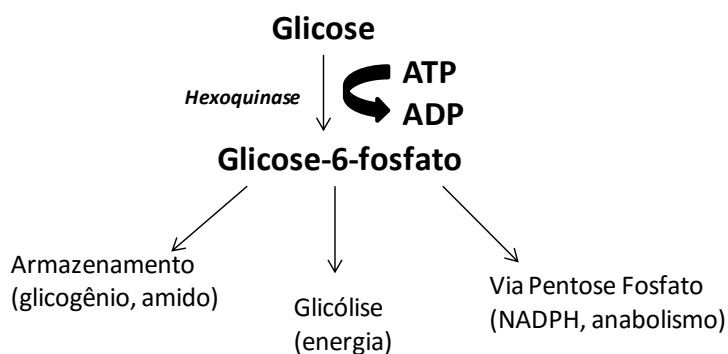 Glicose
Hexoquinase
ATP
ADP
Glicose-6-fosfato
Armazenamento
(glicogênio, amido)
Glicólise
(energia)
Via Pentose Fosfato
(NADPH, anabolismo)